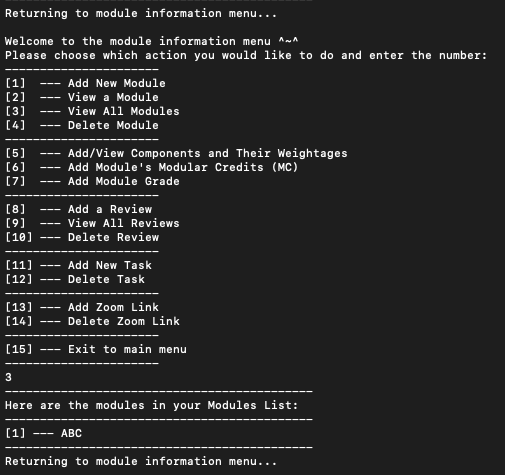 Returning to module information menu...
Welcome to the module information menu ^~^
Please choose which action you would like to do and enter the number:
----------------------
[1]  --- Add New Module
[2]  --- View a Module
[3]  --- View All Modules
[4]  --- Delete Module
----------------------
[5]  --- Add/View Components and Their Weightages
[6]  --- Add Module's Modular Credits (MC)
[7]  --- Add Module Grade
----------------------
[8]  --- Add a Review
[9]  --- View All Reviews
[10] --- Delete Review
----------------------
[11] --- Add New Task
[12] --- Delete Task
----------------------
[13] --- Add Zoom Link
[14] --- Delete Zoom Link
----------------------
[15] --- Exit to main menu
----------------------
3
--------------------------------------------
Here are the modules in your Modules List:
--------------------------------------------
[1] --- ABC
--------------------------------------------
Returning to module information menu...